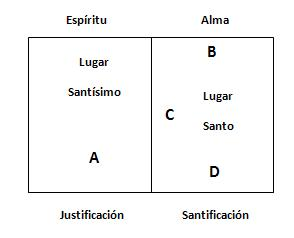 Espíritu
Alma
Lugar
Santísimo
A
B
C
Lugar
Santo
D
Justificación
Santificación